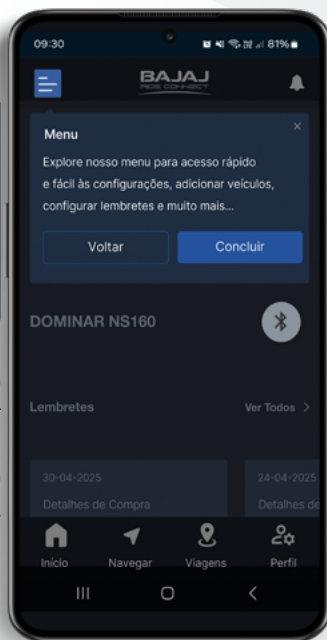 09:30
81%
BAJAJ
RIDE CONNECT
Menu
Explore nosso menu para acesso rápido
e fácil às configurações, adicionar veículos,
configurar lembretes e muito mais...
Voltar
Concluir
DOMINAR NS160
Lembretes
Ver Todos
30-04-2025
24-04-2025
Detalhes de Compra
Detalhes de
Início
Navegar
Viagens
Perfil